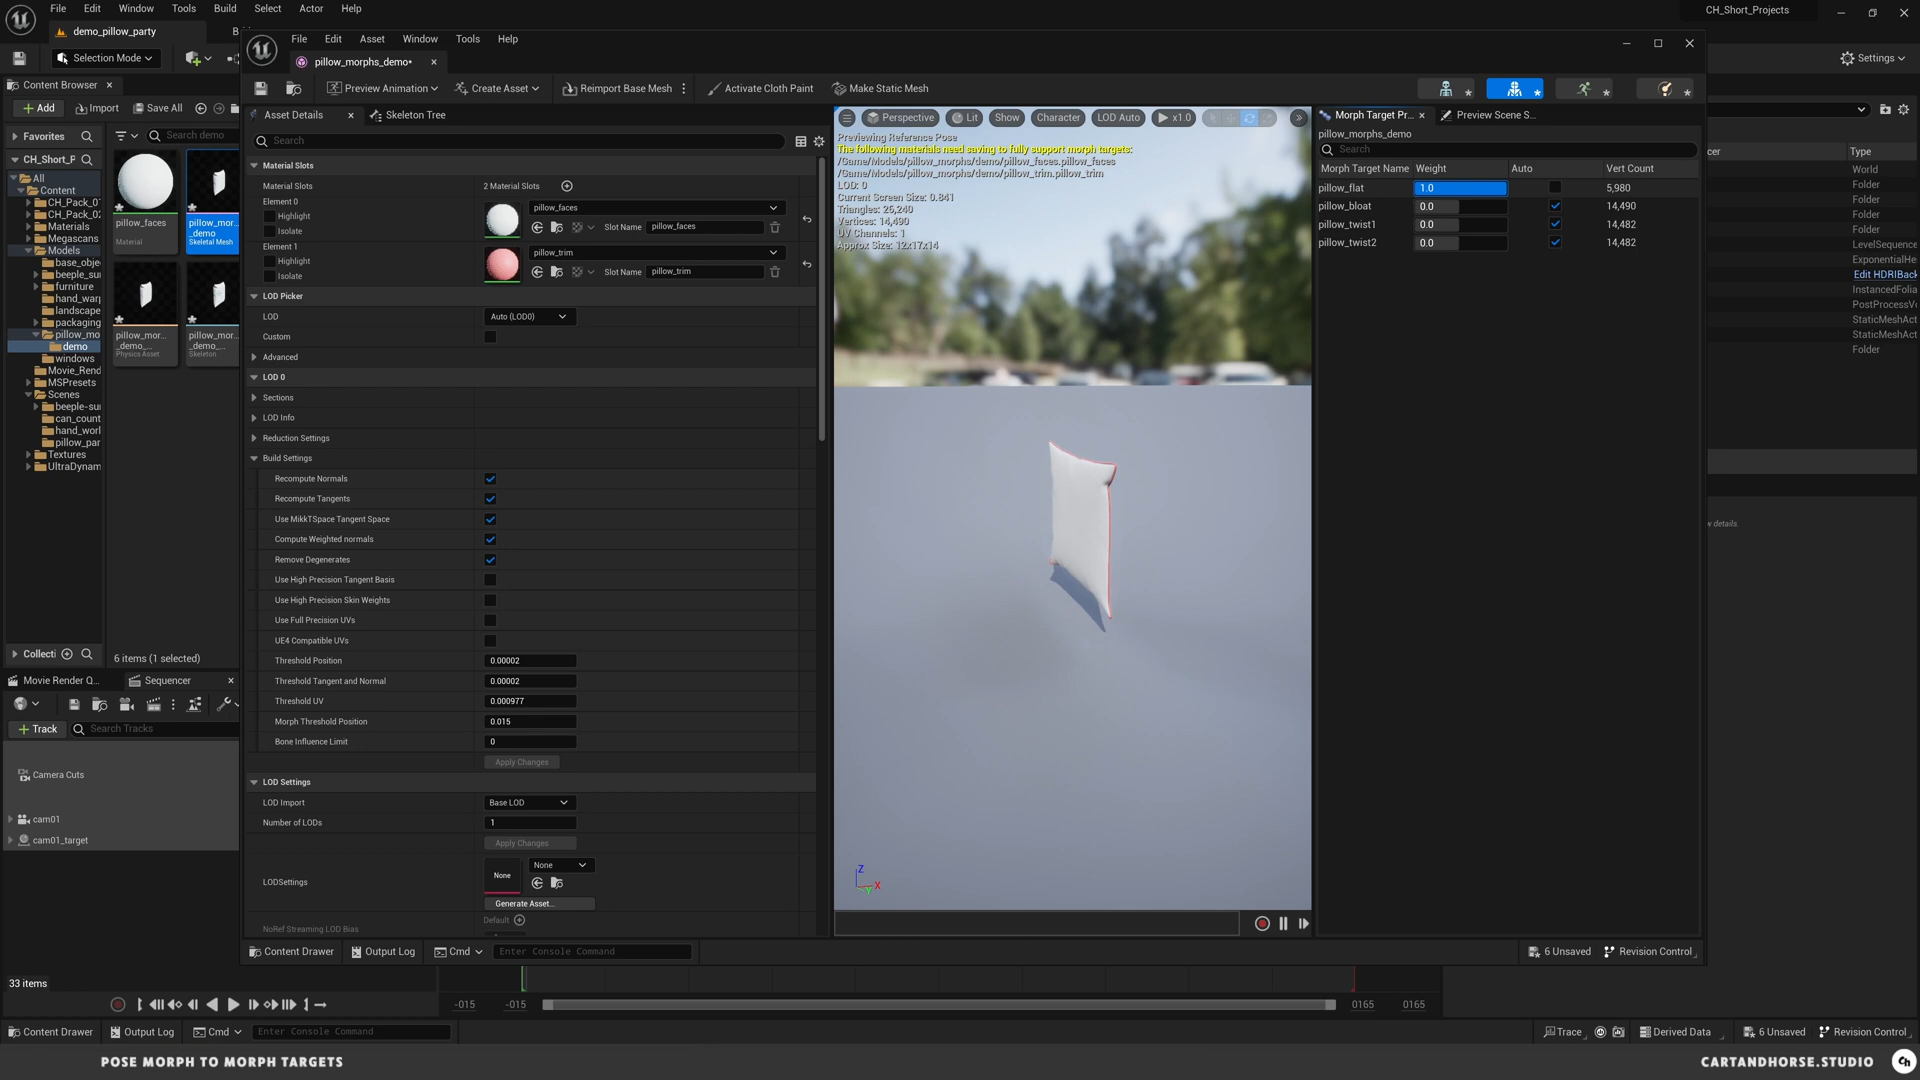 File Edit Window Tools Build Select Actor Help
CH_Short_Projects
demo_pillow_party
Selection Mode
Settings
Content Browser
Add Import Save All
Favorites
Search demo
CH_Short_P
All
Content
CH_Pack_01
CH_Pack_02
Materials
Megascans
Models
base_obje
beeple_su
furniture
hand_warp
landscape
packaging
pillow_mo
demo
windows
Movie_Rend
MSPresets
Scenes
beeple-su
can_count
hand_worl
pillow_par
Textures
UltraDynam
pillow_faces
Material
pillow_mor...
_demo
Skeletal Mesh
pillow_mor...
_demo_...
Physics Asset
pillow_mor...
_demo_...
Skeleton
Collecti
6 items (1 selected)
Movie Render Q...
Sequencer
Track
Search Tracks
Camera Cuts
cam01
cam01_target
33 items
File Edit Asset Window Tools Help
pillow_morphs_demo*
Preview Animation Create Asset Reimport Base Mesh Activate Cloth Paint Make Static Mesh
Asset Details Skeleton Tree
Search
Material Slots
Material Slots 2 Material Slots
Element 0
Highlight
Isolate
pillow_faces
Slot Name pillow_faces
Element 1
Highlight
Isolate
pillow_trim
Slot Name pillow_trim
LOD Picker
LOD Auto (LOD0)
Custom
Advanced
LOD 0
Sections
LOD Info
Reduction Settings
Build Settings
Recompute Normals
Recompute Tangents
Use MikkTSpace Tangent Space
Compute Weighted normals
Remove Degenerates
Use High Precision Tangent Basis
Use High Precision Skin Weights
Use Full Precision UVs
UE4 Compatible UVs
Threshold Position 0.00002
Threshold Tangent and Normal 0.00002
Threshold UV 0.000977
Morph Threshold Position 0.015
Bone Influence Limit 0
Apply Changes
LOD Settings
LOD Import Base LOD
Number of LODs 1
Apply Changes
LODSettings
None
None
Generate Asset...
Default
NoRef Streaming LOD Bias
Perspective Lit Show Character LOD Auto x1.0
Previewing Reference Pose
The following materials need saving to fully support morph targets:
/Game/Models/pillow_morphs/demo/pillow_faces.pillow_faces
/Game/Models/pillow_morphs/demo/pillow_trim.pillow_trim
LOD: 0
Current Screen Size: 0.841
Triangles: 26,240
Vertices: 14,490
UV Channels: 1
Approx Size: 12x17x14
Z
X
Y
Morph Target Pr... Preview Scene S...
pillow_morphs_demo
Search
Morph Target Name Weight Auto Vert Count
pillow_flat 1.0 5,980
pillow_bloat 0.0 14,490
pillow_twist1 0.0 14,482
pillow_twist2 0.0 14,482
cer
Type
World
Folder
Folder
Folder
Folder
LevelSequence
ExponentialHe
Edit HDRIBack
InstancedFolia
PostProcessVo
StaticMeshAct
StaticMeshAct
Folder
w details.
Content Drawer Output Log Cmd Enter Console Command
6 Unsaved Revision Control
-015 -015 0165 0165
Content Drawer Output Log Cmd Enter Console Command
Trace Derived Data 6 Unsaved Revision Control
POSE MORPH TO MORPH TARGETS
CARTANDHORSE.STUDIO